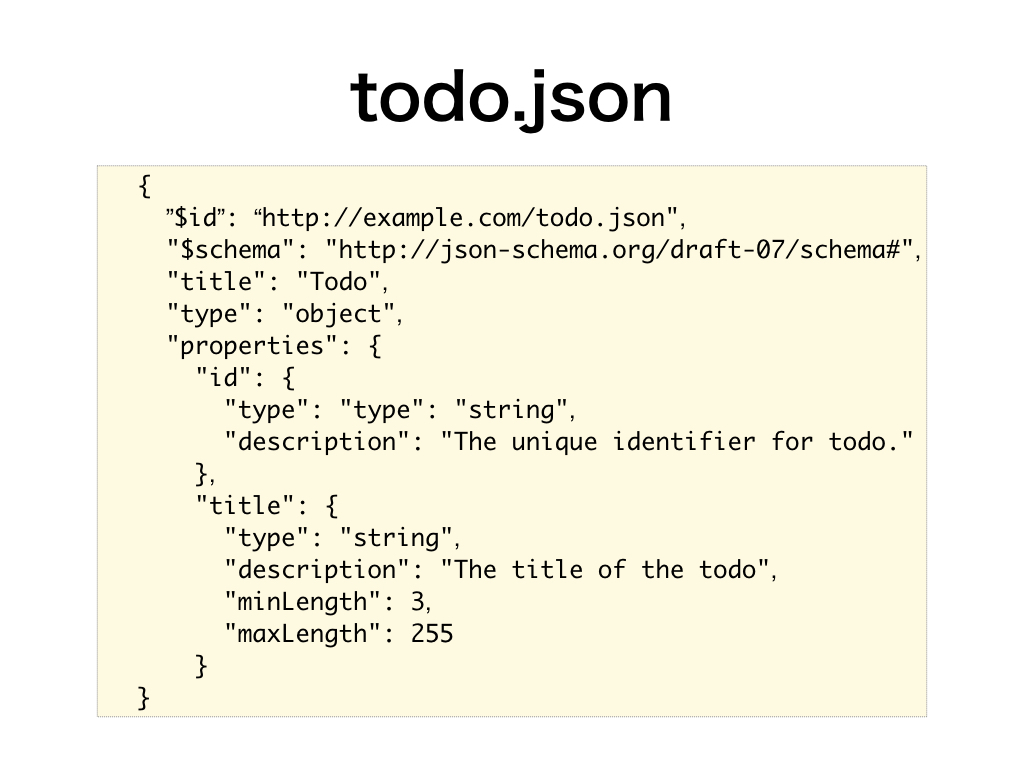 todo.json
{
  ”$id”: “http://example.com/todo.json",
  "$schema": "http://json-schema.org/draft-07/schema#",
  "title": "Todo",
  "type": "object",
  "properties": {
    "id": {
      "type": "type": "string",
      "description": "The unique identifier for todo."
    },
    "title": {
      "type": "string",
      "description": "The title of the todo",
      "minLength": 3,
      "maxLength": 255
    }
}